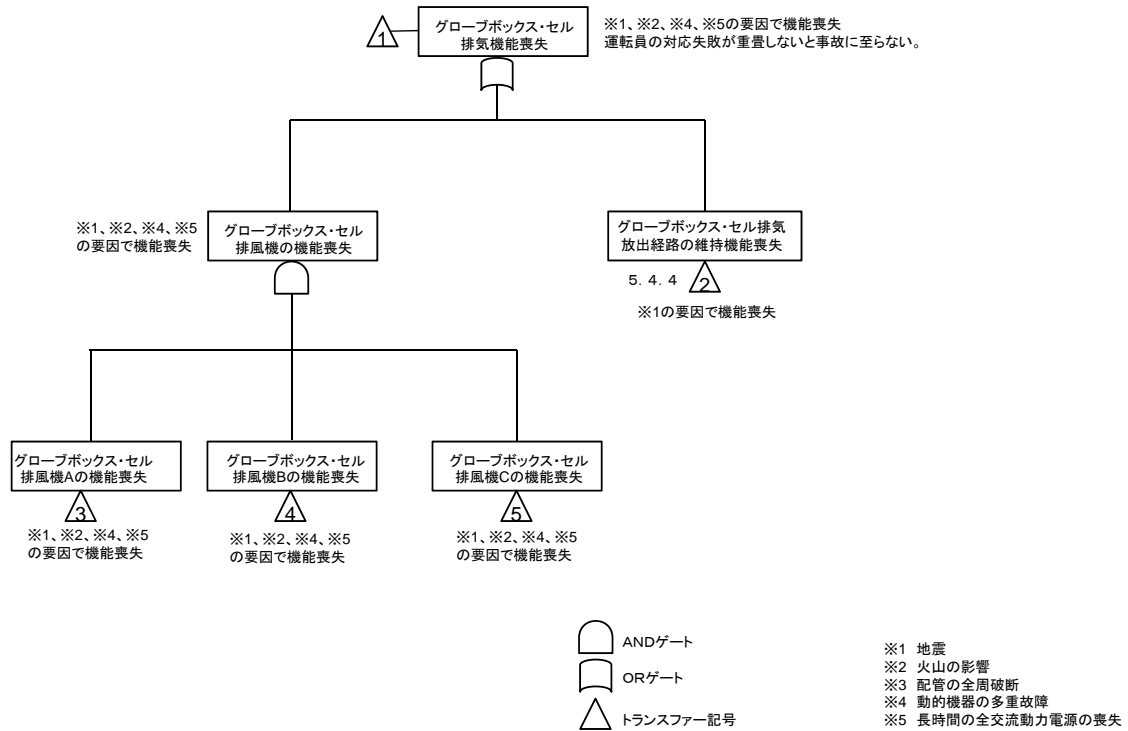 1
グローブボックス・セル
排気機能喪失
※1、※2、※4、※5の要因で機能喪失
運転員の対応失敗が重畳しないと事故に至らない。
※1、※2、※4、※5
の要因で機能喪失
グローブボックス・セル
排風機の機能喪失
グローブボックス・セル排気
放出経路の維持機能喪失
5．4．4
2
※1の要因で機能喪失
グローブボックス・セル
排風機Aの機能喪失
3
※1、※2、※4、※5
の要因で機能喪失
グローブボックス・セル
排風機Bの機能喪失
4
※1、※2、※4、※5
の要因で機能喪失
グローブボックス・セル
排風機Cの機能喪失
5
※1、※2、※4、※5
の要因で機能喪失
ANDゲート
ORゲート
トランスファー記号
※1 地震
※2 火山の影響
※3 配管の全周破断
※4 動的機器の多重故障
※5 長時間の全交流動力電源の喪失